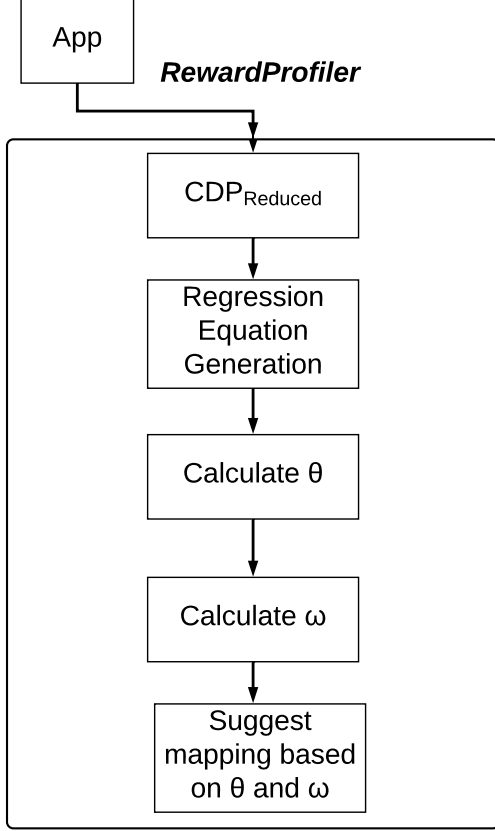 App
RewardProfiler
CDPReduced
Regression
Equation
Generation
Calculate θ
Calculate ω
Suggest
mapping based
on θ and ω